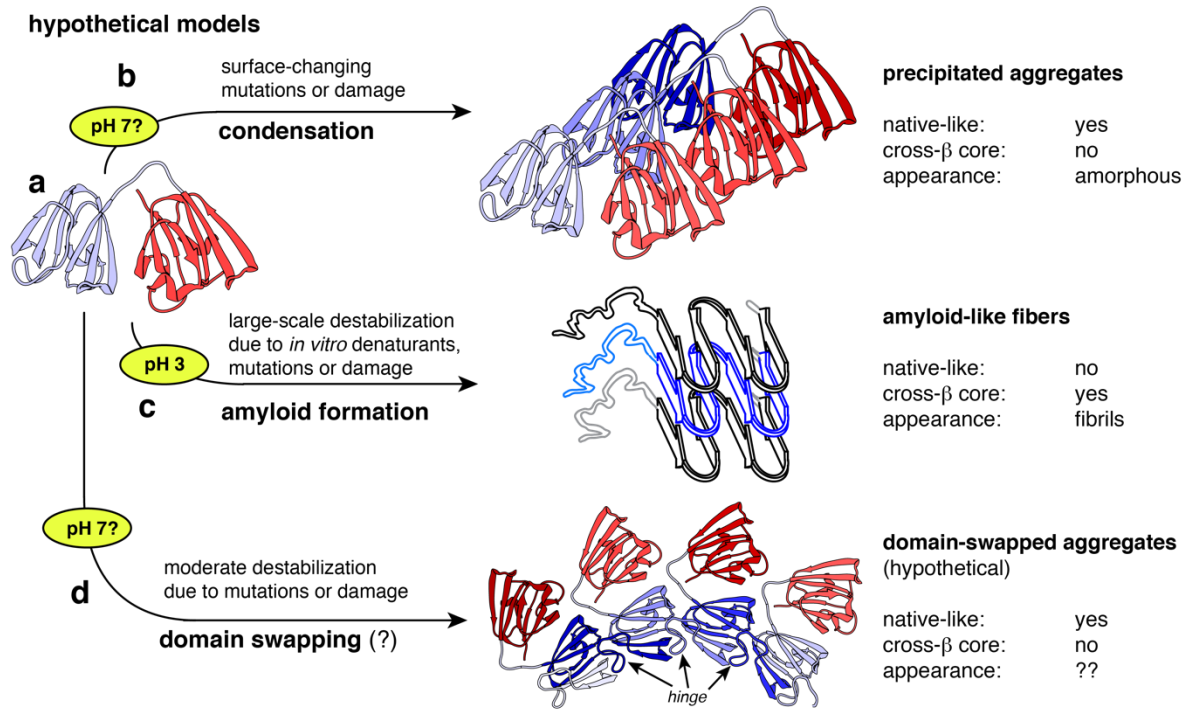 hypothetical models
b
surface-changing
mutations or damage
pH 7?
condensation
precipitated aggregates
native-like: yes
cross-β core: no
appearance: amorphous
a
large-scale destabilization
due to in vitro denaturants,
mutations or damage
pH 3
c
amyloid formation
amyloid-like fibers
native-like: no
cross-β core: yes
appearance: fibrils
pH 7?
d
moderate destabilization
due to mutations or damage
domain swapping (?)
hinge
domain-swapped aggregates
(hypothetical)
native-like: yes
cross-β core: no
appearance: ??